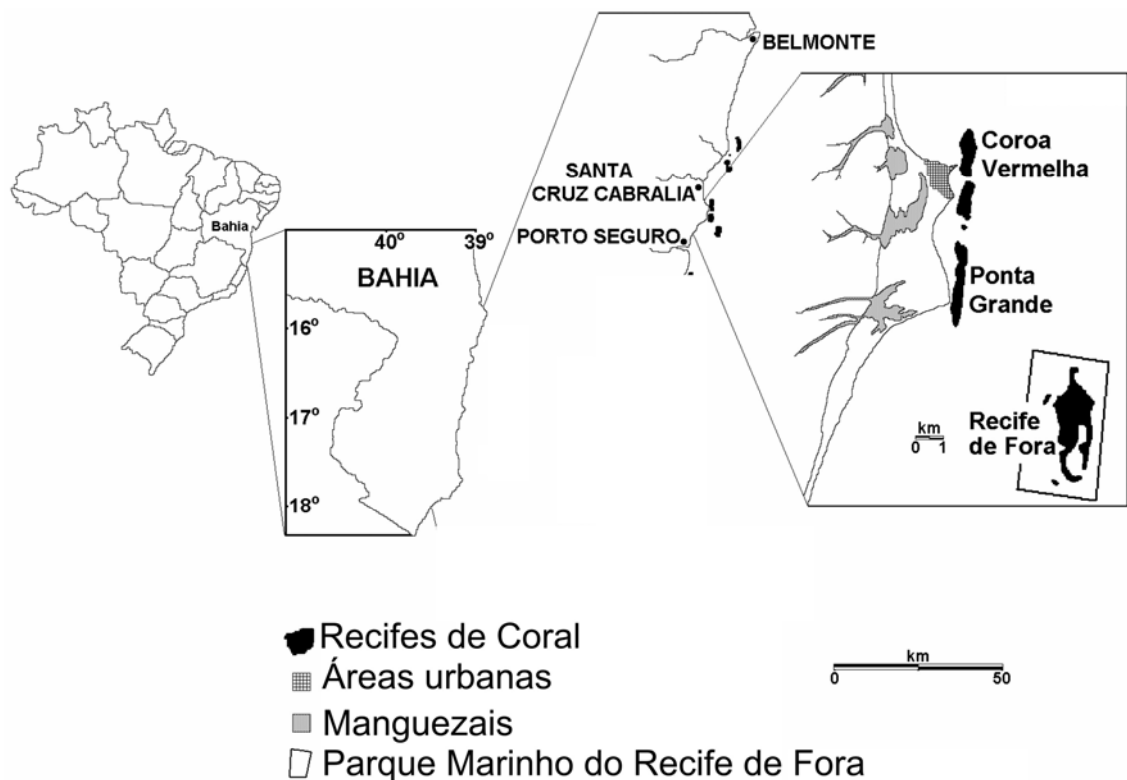 Bahia
40º
39º
BAHIA
16º
17º
18º
BELMONTE
SANTA
CRUZ CABRALIA
PORTO SEGURO
Coroa
Vermelha
Ponta
Grande
Recife
de Fora
km
0 1
Recifes de Coral
Áreas urbanas
Manguezais
Parque Marinho do Recife de Fora
km
0 50